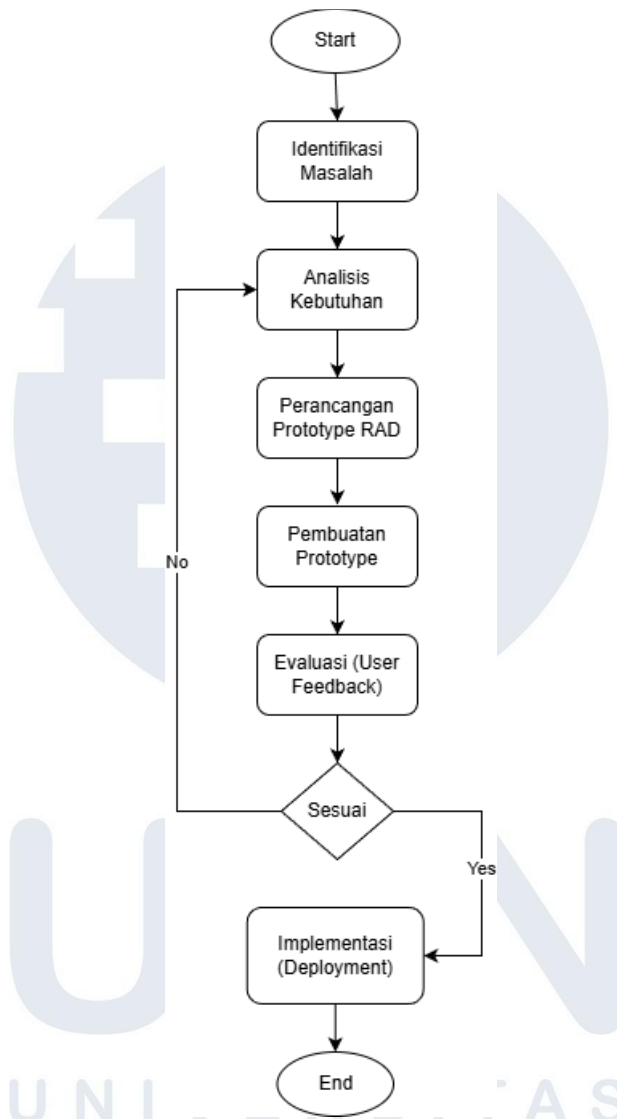 Start
Identifikasi
Masalah
Analisis
Kebutuhan
Perancangan
Prototype RAD
Pembuatan
Prototype
No
Evaluasi (User
Feedback)
Sesuai
Yes
Implementasi
(Deployment)
End